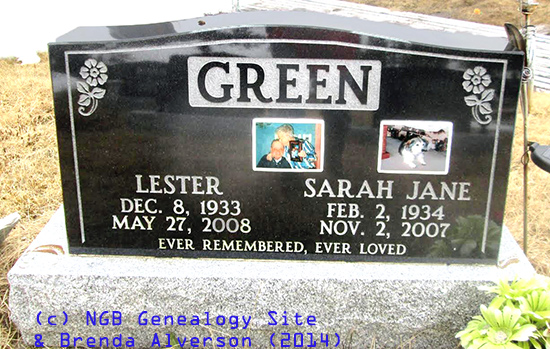 GREEN
LESTER
DEC. 8, 1933
MAY 27, 2008
SARAH JANE
FEB. 2, 1934
NOV. 2, 2007
EVER REMEMBERED, EVER LOVED
(c) NGB Genealogy Site
& Brenda Alverson (2014)